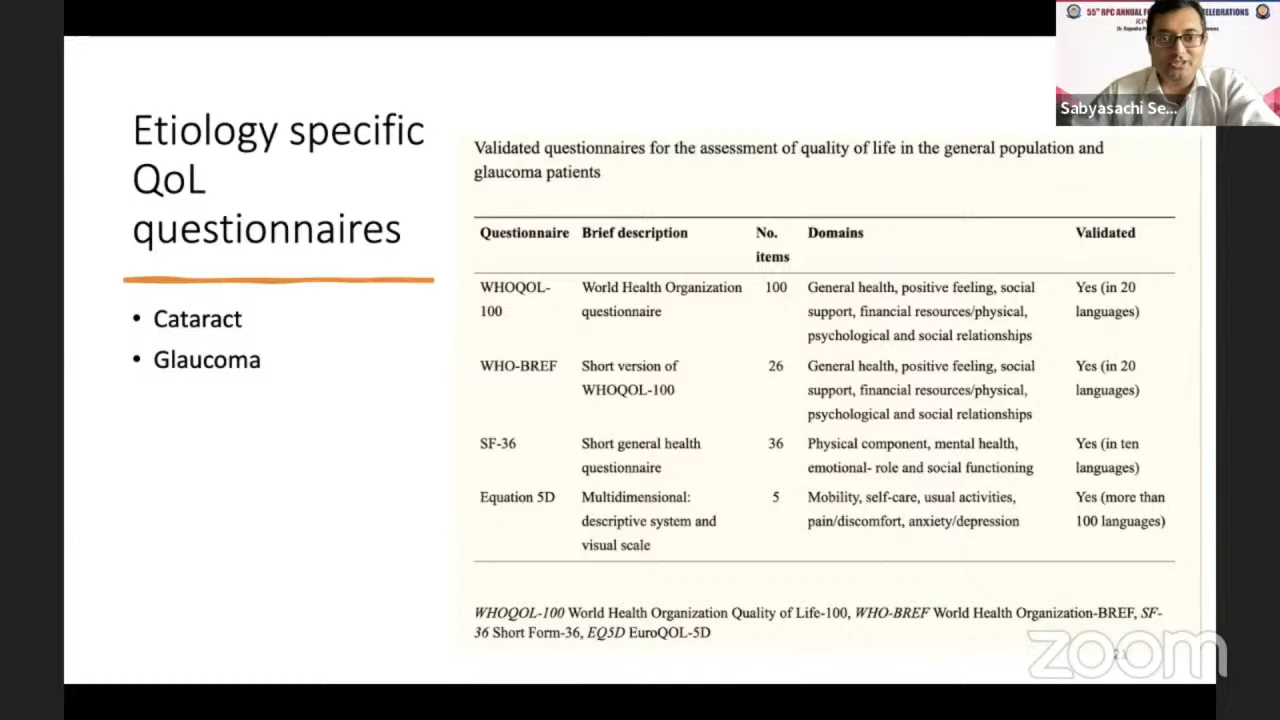 55th RPC ANNUAL
CELEBRATIONS
Sabyasachi Se...
Etiology specific
QoL
questionnaires
• Cataract
• Glaucoma
Validated questionnaires for the assessment of quality of life in the general population and
glaucoma patients
Questionnaire Brief description No. items Domains Validated
WHOQOL- World Health Organization 100 General health, positive feeling, social Yes (in 20
100 questionnaire support, financial resources/physical, languages)
psychological and social relationships
WHO-BREF Short version of 26 General health, positive feeling, social Yes (in 20
WHOQOL-100 support, financial resources/physical, languages)
psychological and social relationships
SF-36 Short general health 36 Physical component, mental health, Yes (in ten
questionnaire emotional- role and social functioning languages)
Equation 5D Multidimensional: 5 Mobility, self-care, usual activities, Yes (more than
descriptive system and pain/discomfort, anxiety/depression 100 languages)
visual scale
WHOQOL-100 World Health Organization Quality of Life-100, WHO-BREF World Health Organization-BREF, SF-
36 Short Form-36, EQ5D EuroQOL-5D
zoom